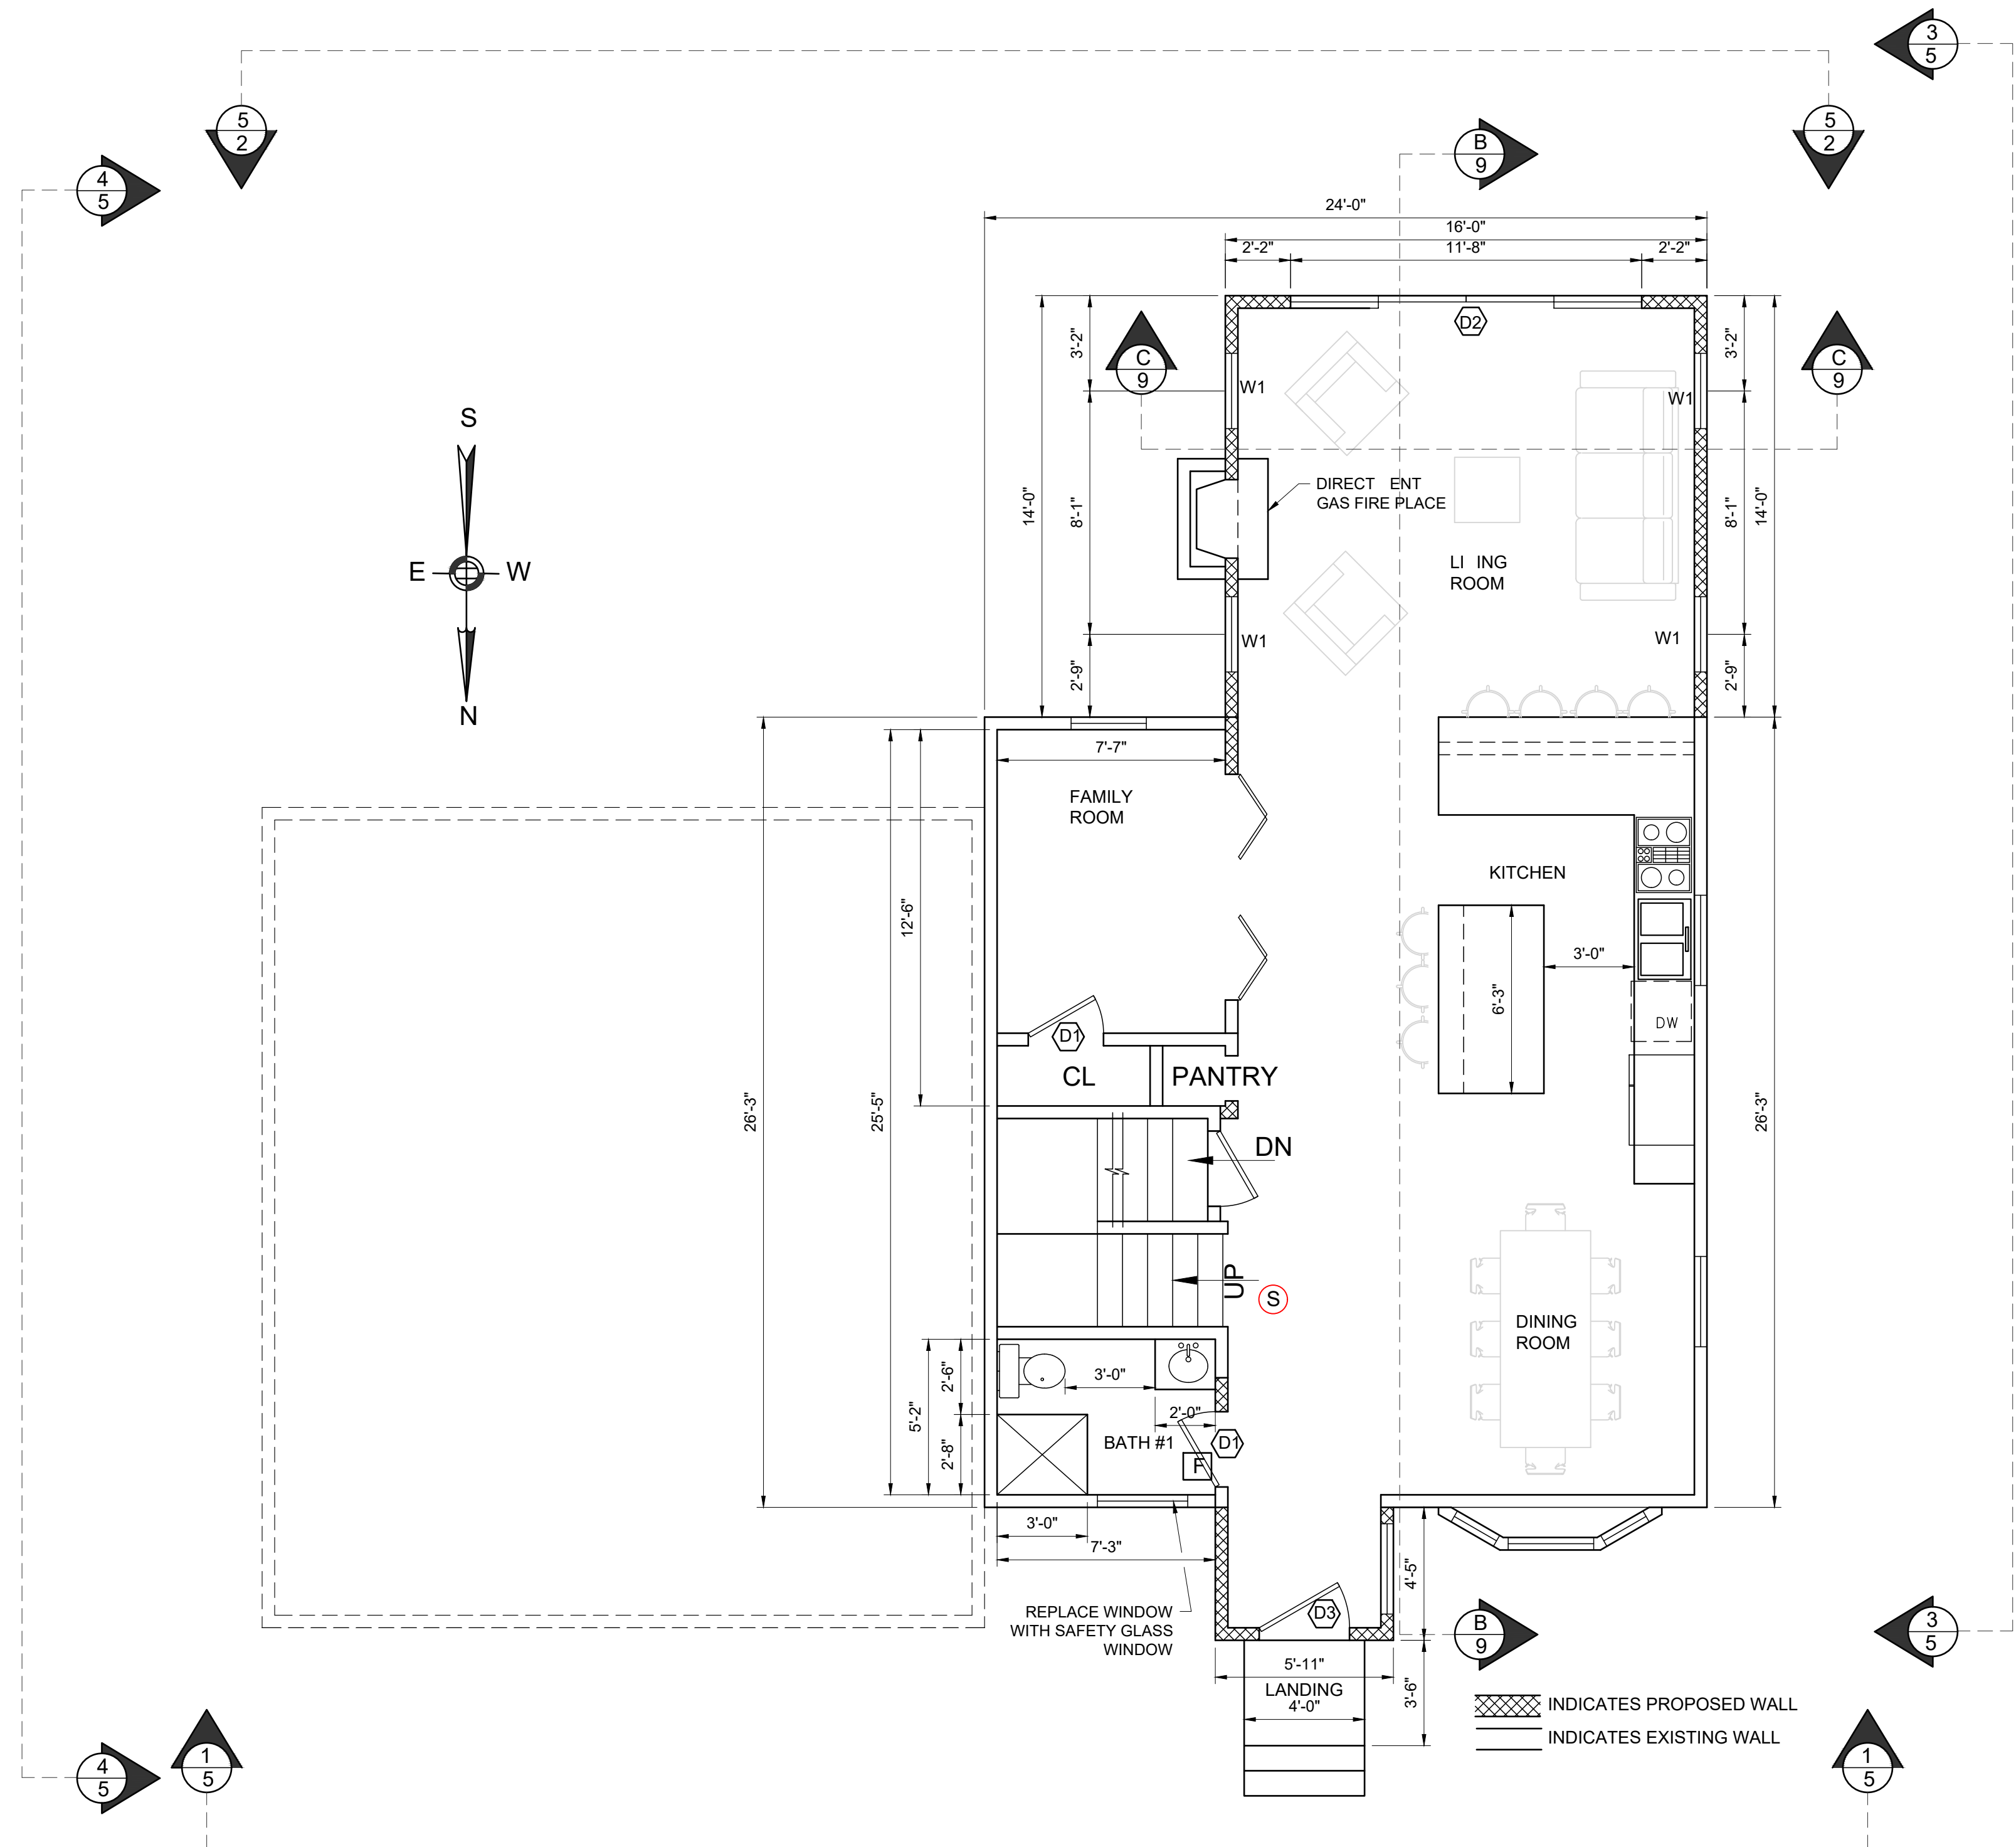 3
5
5
2
5
2
B
9
4
5
24'-0"
16'-0"
2'-2"
11'-8"
2'-2"
D2
3'-2"
3'-2"
C
9
C
9
W1
W1
S
DIRECT ENT
GAS FIRE PLACE
14'-0"
8'-1"
8'-1"
14'-0"
E
W
LI ING
ROOM
W1
W1
2'-9"
2'-9"
N
7'-7"
FAMILY
ROOM
KITCHEN
12'-6"
3'-0"
6'-3"
DW
D1
CL
PANTRY
26'-3"
25'-5"
26'-3"
DN
UP
S
DINING
ROOM
2'-6"
3'-0"
5'-2"
2'-0"
BATH #1
D1
2'-8"
F
3'-0"
7'-3"
4'-5"
REPLACE WINDOW
WITH SAFETY GLASS
WINDOW
D3
B
9
3
5
5'-11"
LANDING
4'-0"
3'-6"
INDICATES PROPOSED WALL
INDICATES EXISTING WALL
4
5
1
5
1
5